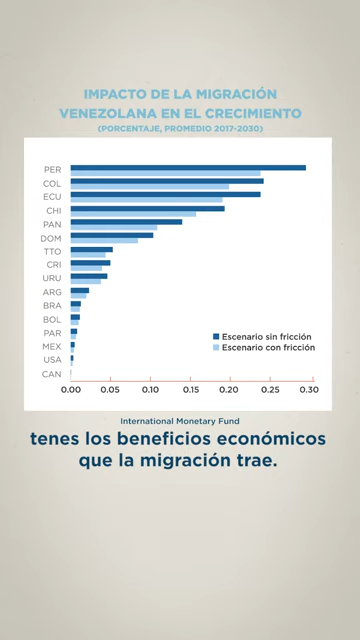 IMPACTO DE LA MIGRACIÓN
VENEZOLANA EN EL CRECIMIENTO
(PORCENTAJE, PROMEDIO 2017-2030)
PER
COL
ECU
CHI
PAN
DOM
TTO
CRI
URU
ARG
BRA
BOL
PAR
MEX
USA
CAN
Escenario sin fricción
Escenario con fricción
0.00 0.05 0.10 0.15 0.20 0.25 0.30
International Monetary Fund
tenes los beneficios económicos
que la migración trae.